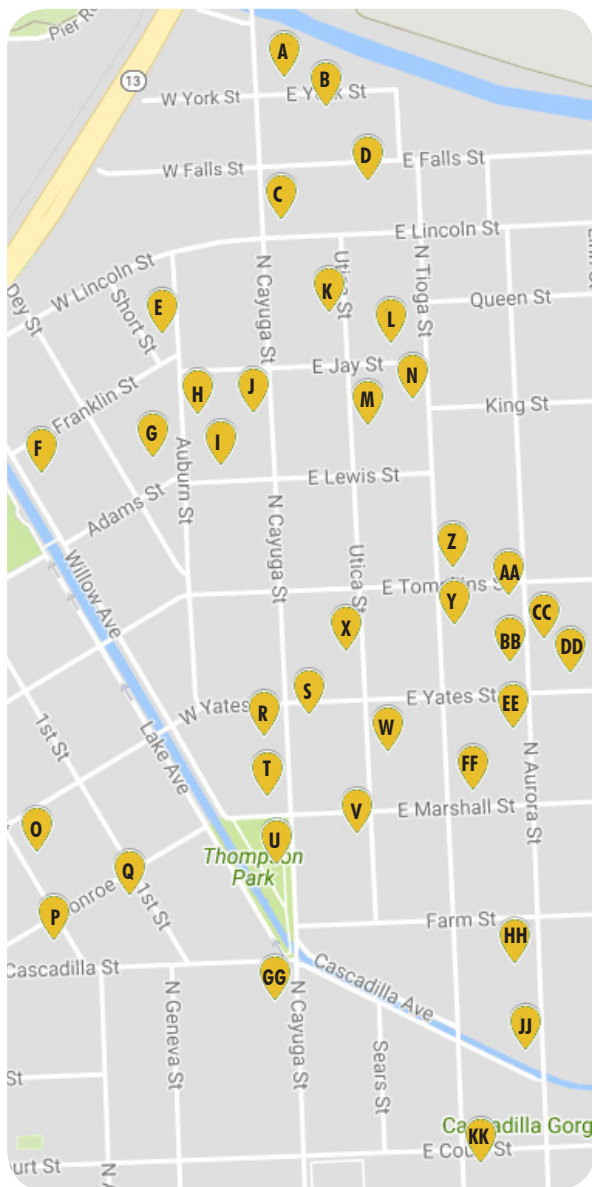 Pier R
A
13
B
W York St
E York St
D
W Falls St
E Falls St
C
E Lincoln St
W Lincoln St
N Cayuga St
Utica St
N Tioga St
Dey St
Short St
E
K
L
Queen St
E Jay St
N
H
J
M
Franklin St
King St
G
I
F
Auburn St
E Lewis St
Adams St
N Cayuga St
Z
Utica St
AA
E Tompkins St
Willow Ave
Y
CC
X
BB
DD
S
E Yates St
EE
W Yates
R
1st St
W
Lake Ave
T
FF
N Aurora St
V
E Marshall St
O
U
Thompson
Park
Q
1st St
P
onroe
Farm St
HH
Cascadilla St
GG
Cascadilla Ave
N Geneva St
N Cayuga St
JJ
Sears St
St
Cascadilla Gorg
KK
E Court St
urt St
N A